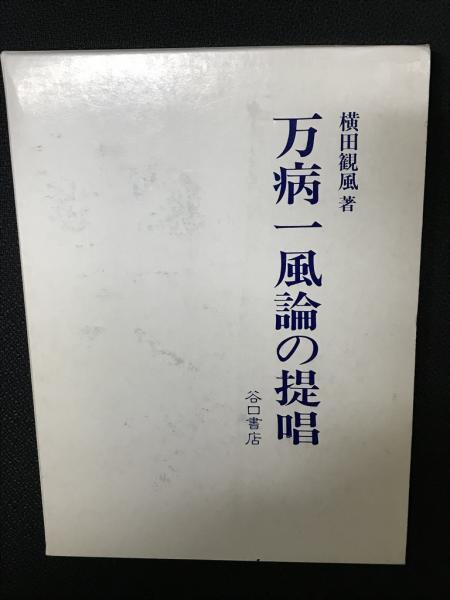 横田観風 著
万病一風論の提唱
谷口書店